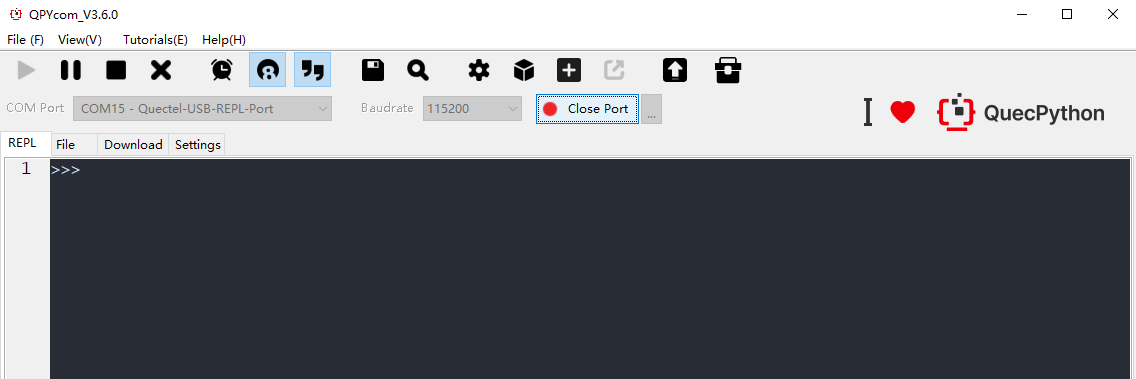 QPYcom_V3.6.0
File (F) View(V) Tutorials(E) Help(H)
COM Port COM15 - Quectel-USB-REPL-Port Baudrate 115200 Close Port ... I QuecPython
REPL File Download Settings
1 >>>